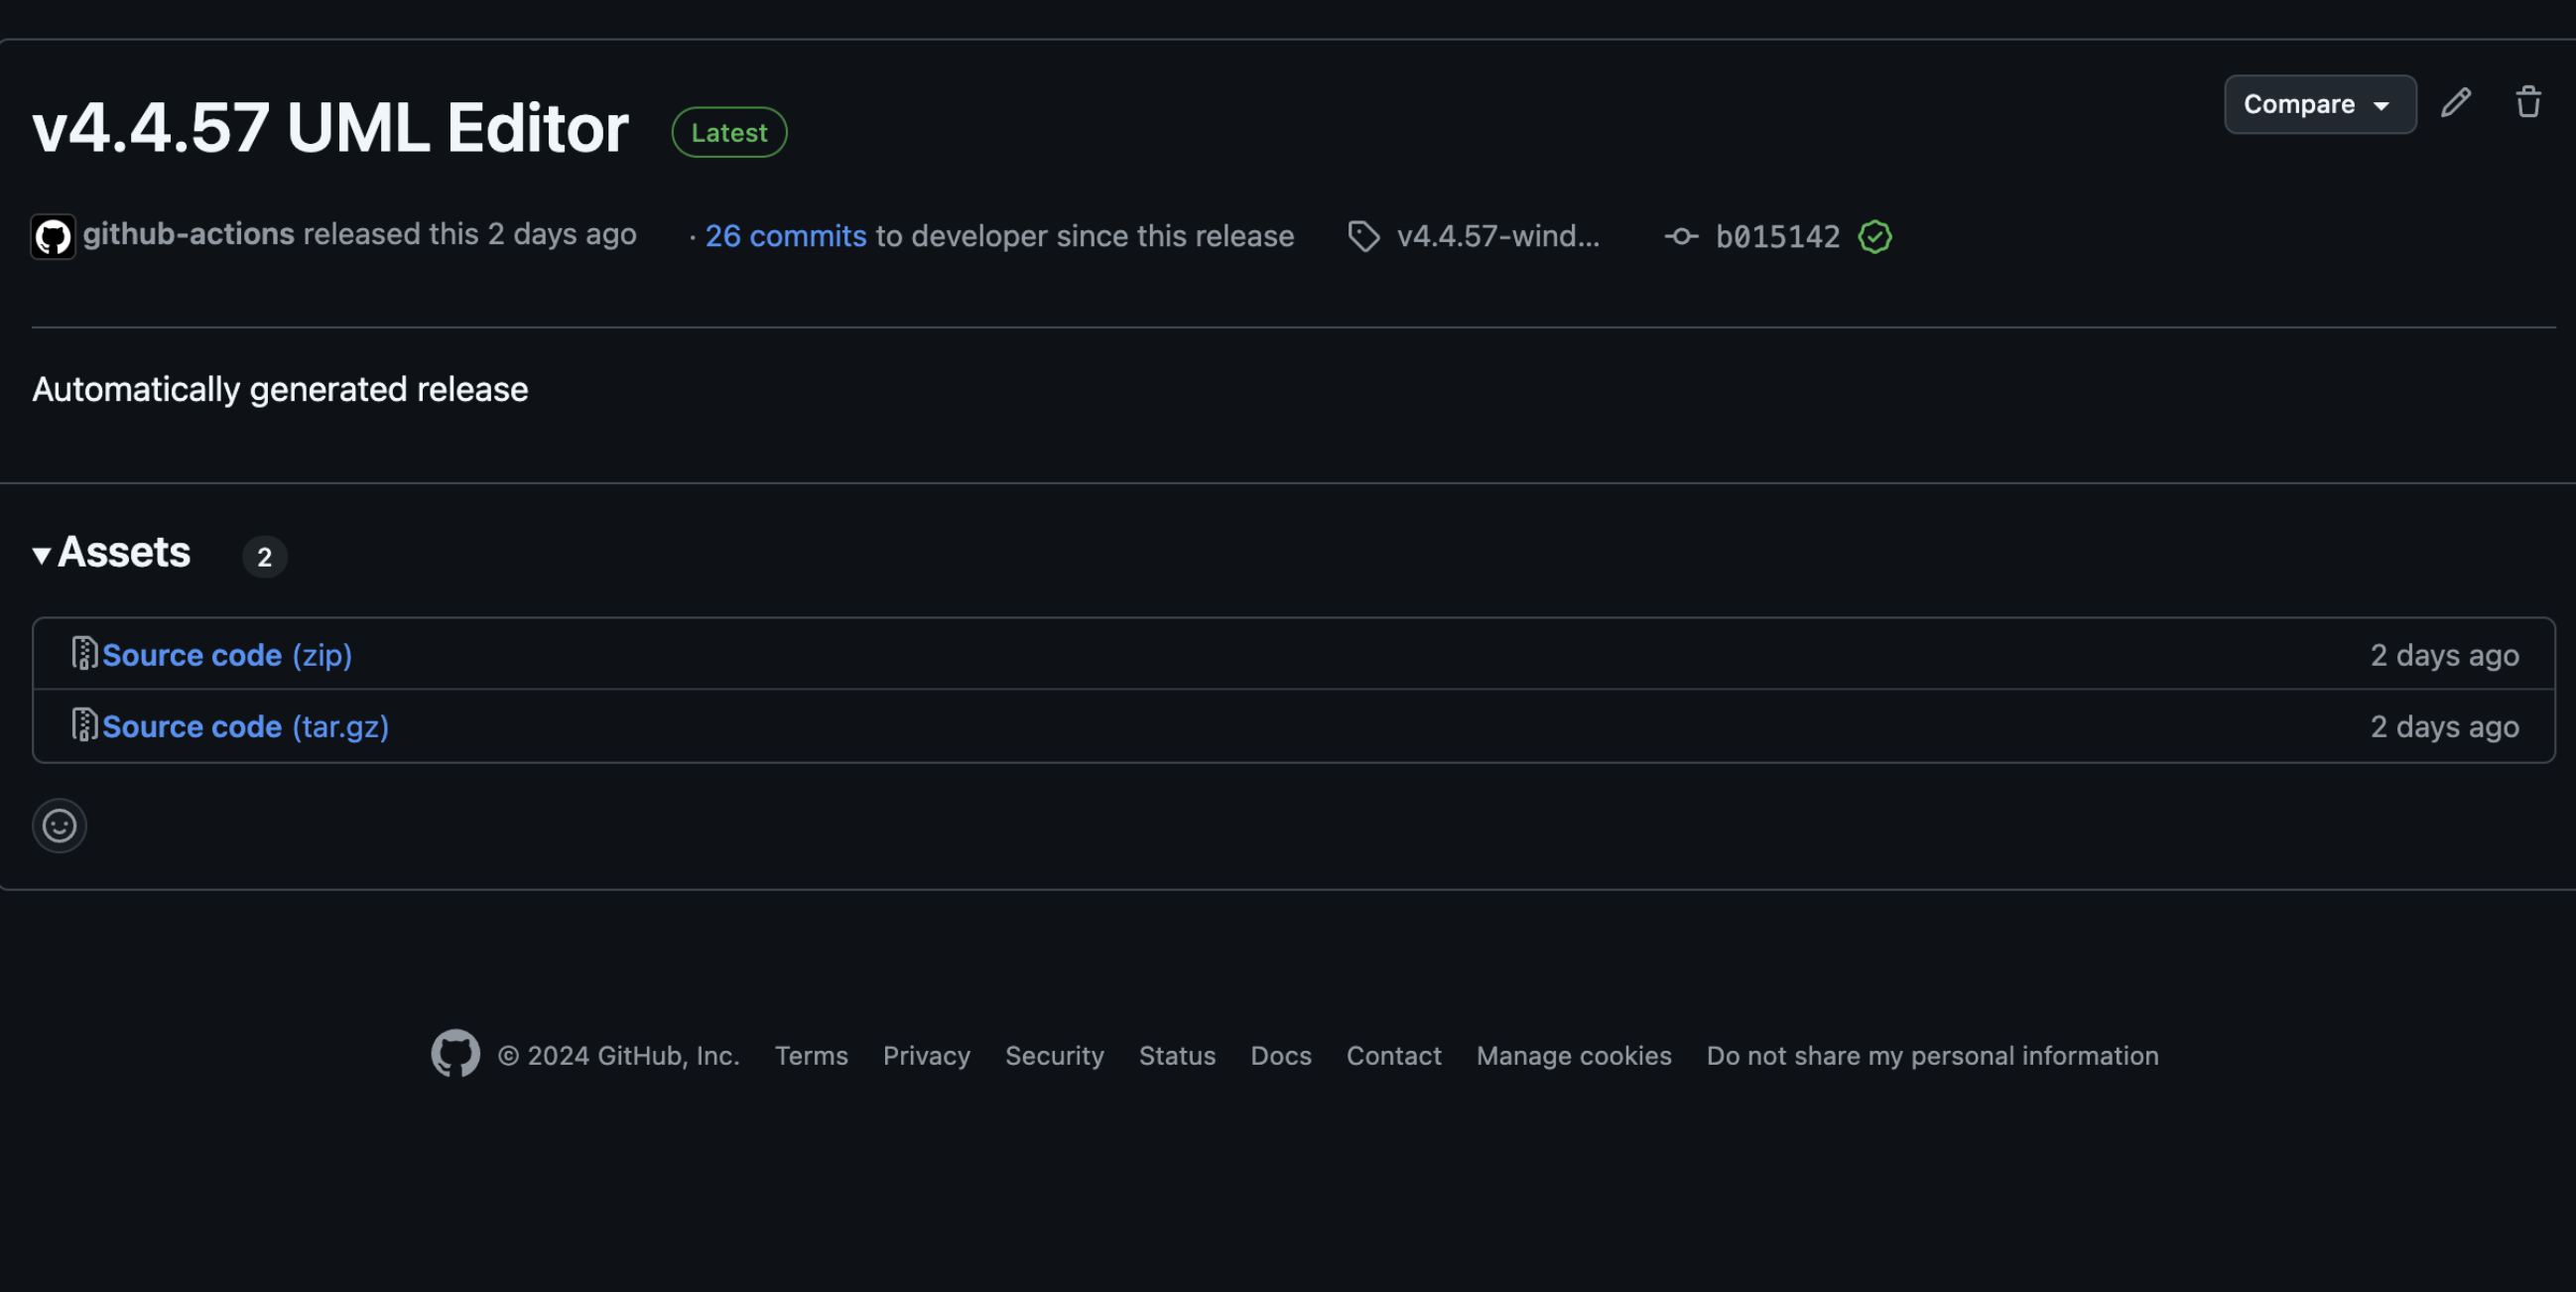 v4.4.57 UML Editor Latest Compare
github-actions released this 2 days ago · 26 commits to developer since this release v4.4.57-wind... b015142
Automatically generated release
Assets 2
Source code (zip) 2 days ago
Source code (tar.gz) 2 days ago
© 2024 GitHub, Inc. Terms Privacy Security Status Docs Contact Manage cookies Do not share my personal information